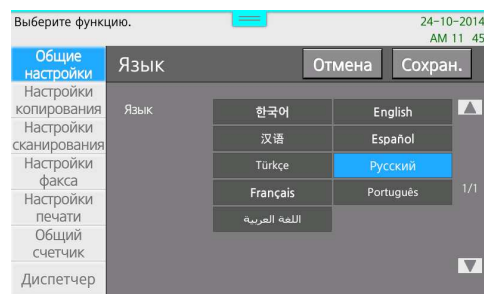 Выберите функцию.
24-10-2014
AM 11 45
Общие
настройки
Язык
Отмена
Сохран.
Настройки
копирования
Настройки
сканирования
Настройки
факса
Настройки
печати
Общий
счетчик
Диспетчер
Язык
한국어
English
汉语
Español
Türkçe
Русский
Français
Português
اللغة العربية
1/1